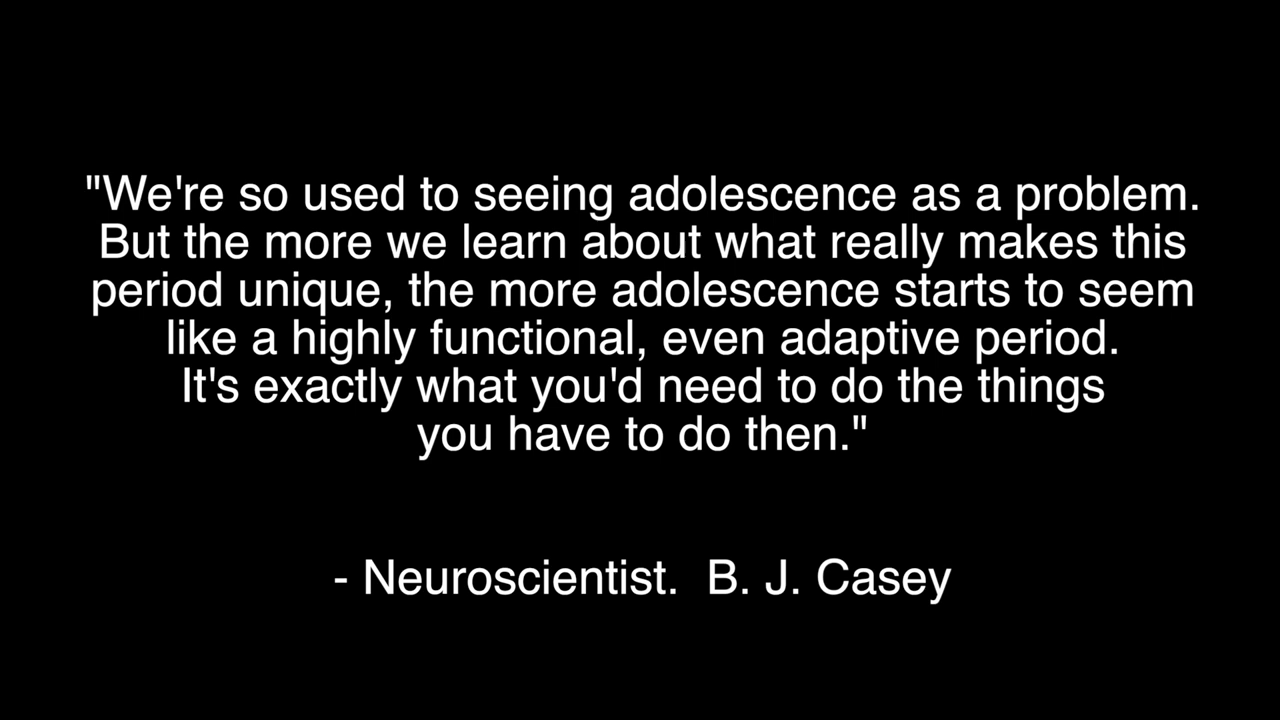 "We're so used to seeing adolescence as a problem.
But the more we learn about what really makes this
period unique, the more adolescence starts to seem
like a highly functional, even adaptive period.
It's exactly what you'd need to do the things
you have to do then."
- Neuroscientist.  B. J. Casey